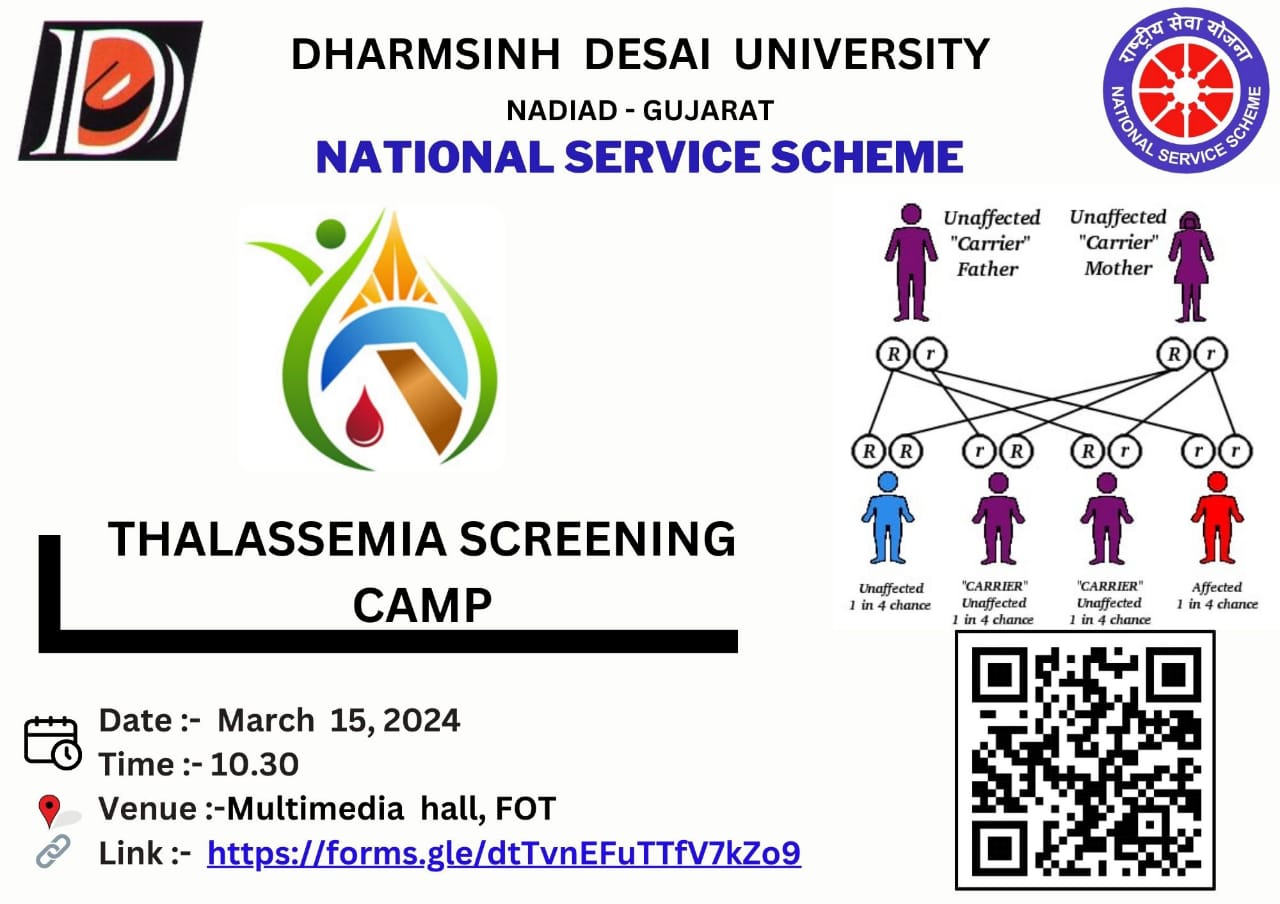 DHARMSINH DESAI UNIVERSITY
NADIAD - GUJARAT
NATIONAL SERVICE SCHEME
राष्ट्रीय सेवा योजना
NATIONAL SERVICE SCHEME
Unaffected
"Carrier"
Father
Unaffected
"Carrier"
Mother
R r R r
R R r R R r r r
Unaffected
1 in 4 chance
"CARRIER"
Unaffected
1 in 4 chance
"CARRIER"
Unaffected
1 in 4 chance
Affected
1 in 4 chance
THALASSEMIA SCREENING
CAMP
Date :- March 15, 2024
Time :- 10.30
Venue :-Multimedia hall, FOT
Link :- https://forms.gle/dtTvnEFuTTfV7kZo9